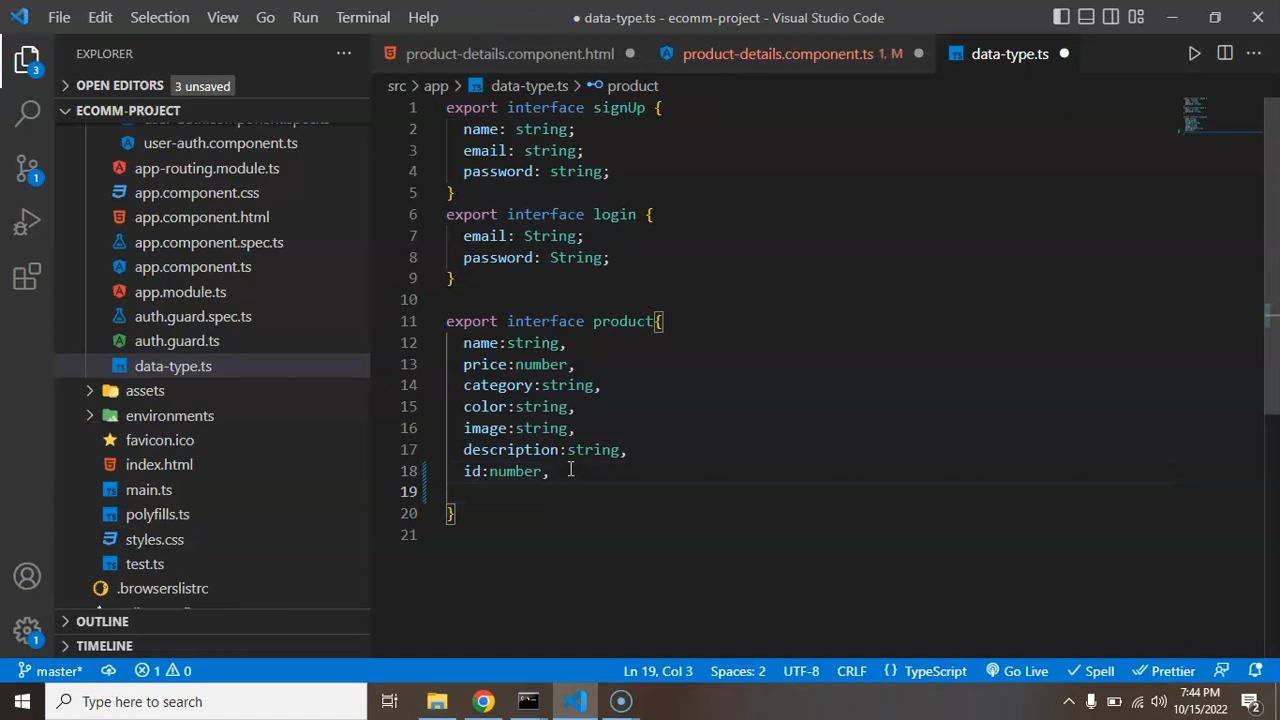 File Edit Selection View Go Run Terminal Help
● data-type.ts - ecomm-project - Visual Studio Code
EXPLORER
OPEN EDITORS 3 unsaved
ECOMM-PROJECT
user-auth.component.ts
app-routing.module.ts
app.component.css
app.component.html
app.component.spec.ts
app.component.ts
app.module.ts
auth.guard.spec.ts
auth.guard.ts
data-type.ts
assets
environments
favicon.ico
index.html
main.ts
polyfills.ts
styles.css
test.ts
.browserslistrc
OUTLINE
TIMELINE
product-details.component.html
product-details.component.ts 1, M
data-type.ts
src > app > data-type.ts > product
1 export interface signUp {
2 name: string;
3 email: string;
4 password: string;
5 }
6 export interface login {
7 email: String;
8 password: String;
9 }
10
11 export interface product{
12 name:string,
13 price:number,
14 category:string,
15 color:string,
16 image:string,
17 description:string,
18 id:number,
19
20 }
21
master* 1 0 Ln 19, Col 3 Spaces: 2 UTF-8 CRLF { } TypeScript Go Live Spell Prettier
Type here to search
7:44 PM
10/15/2022